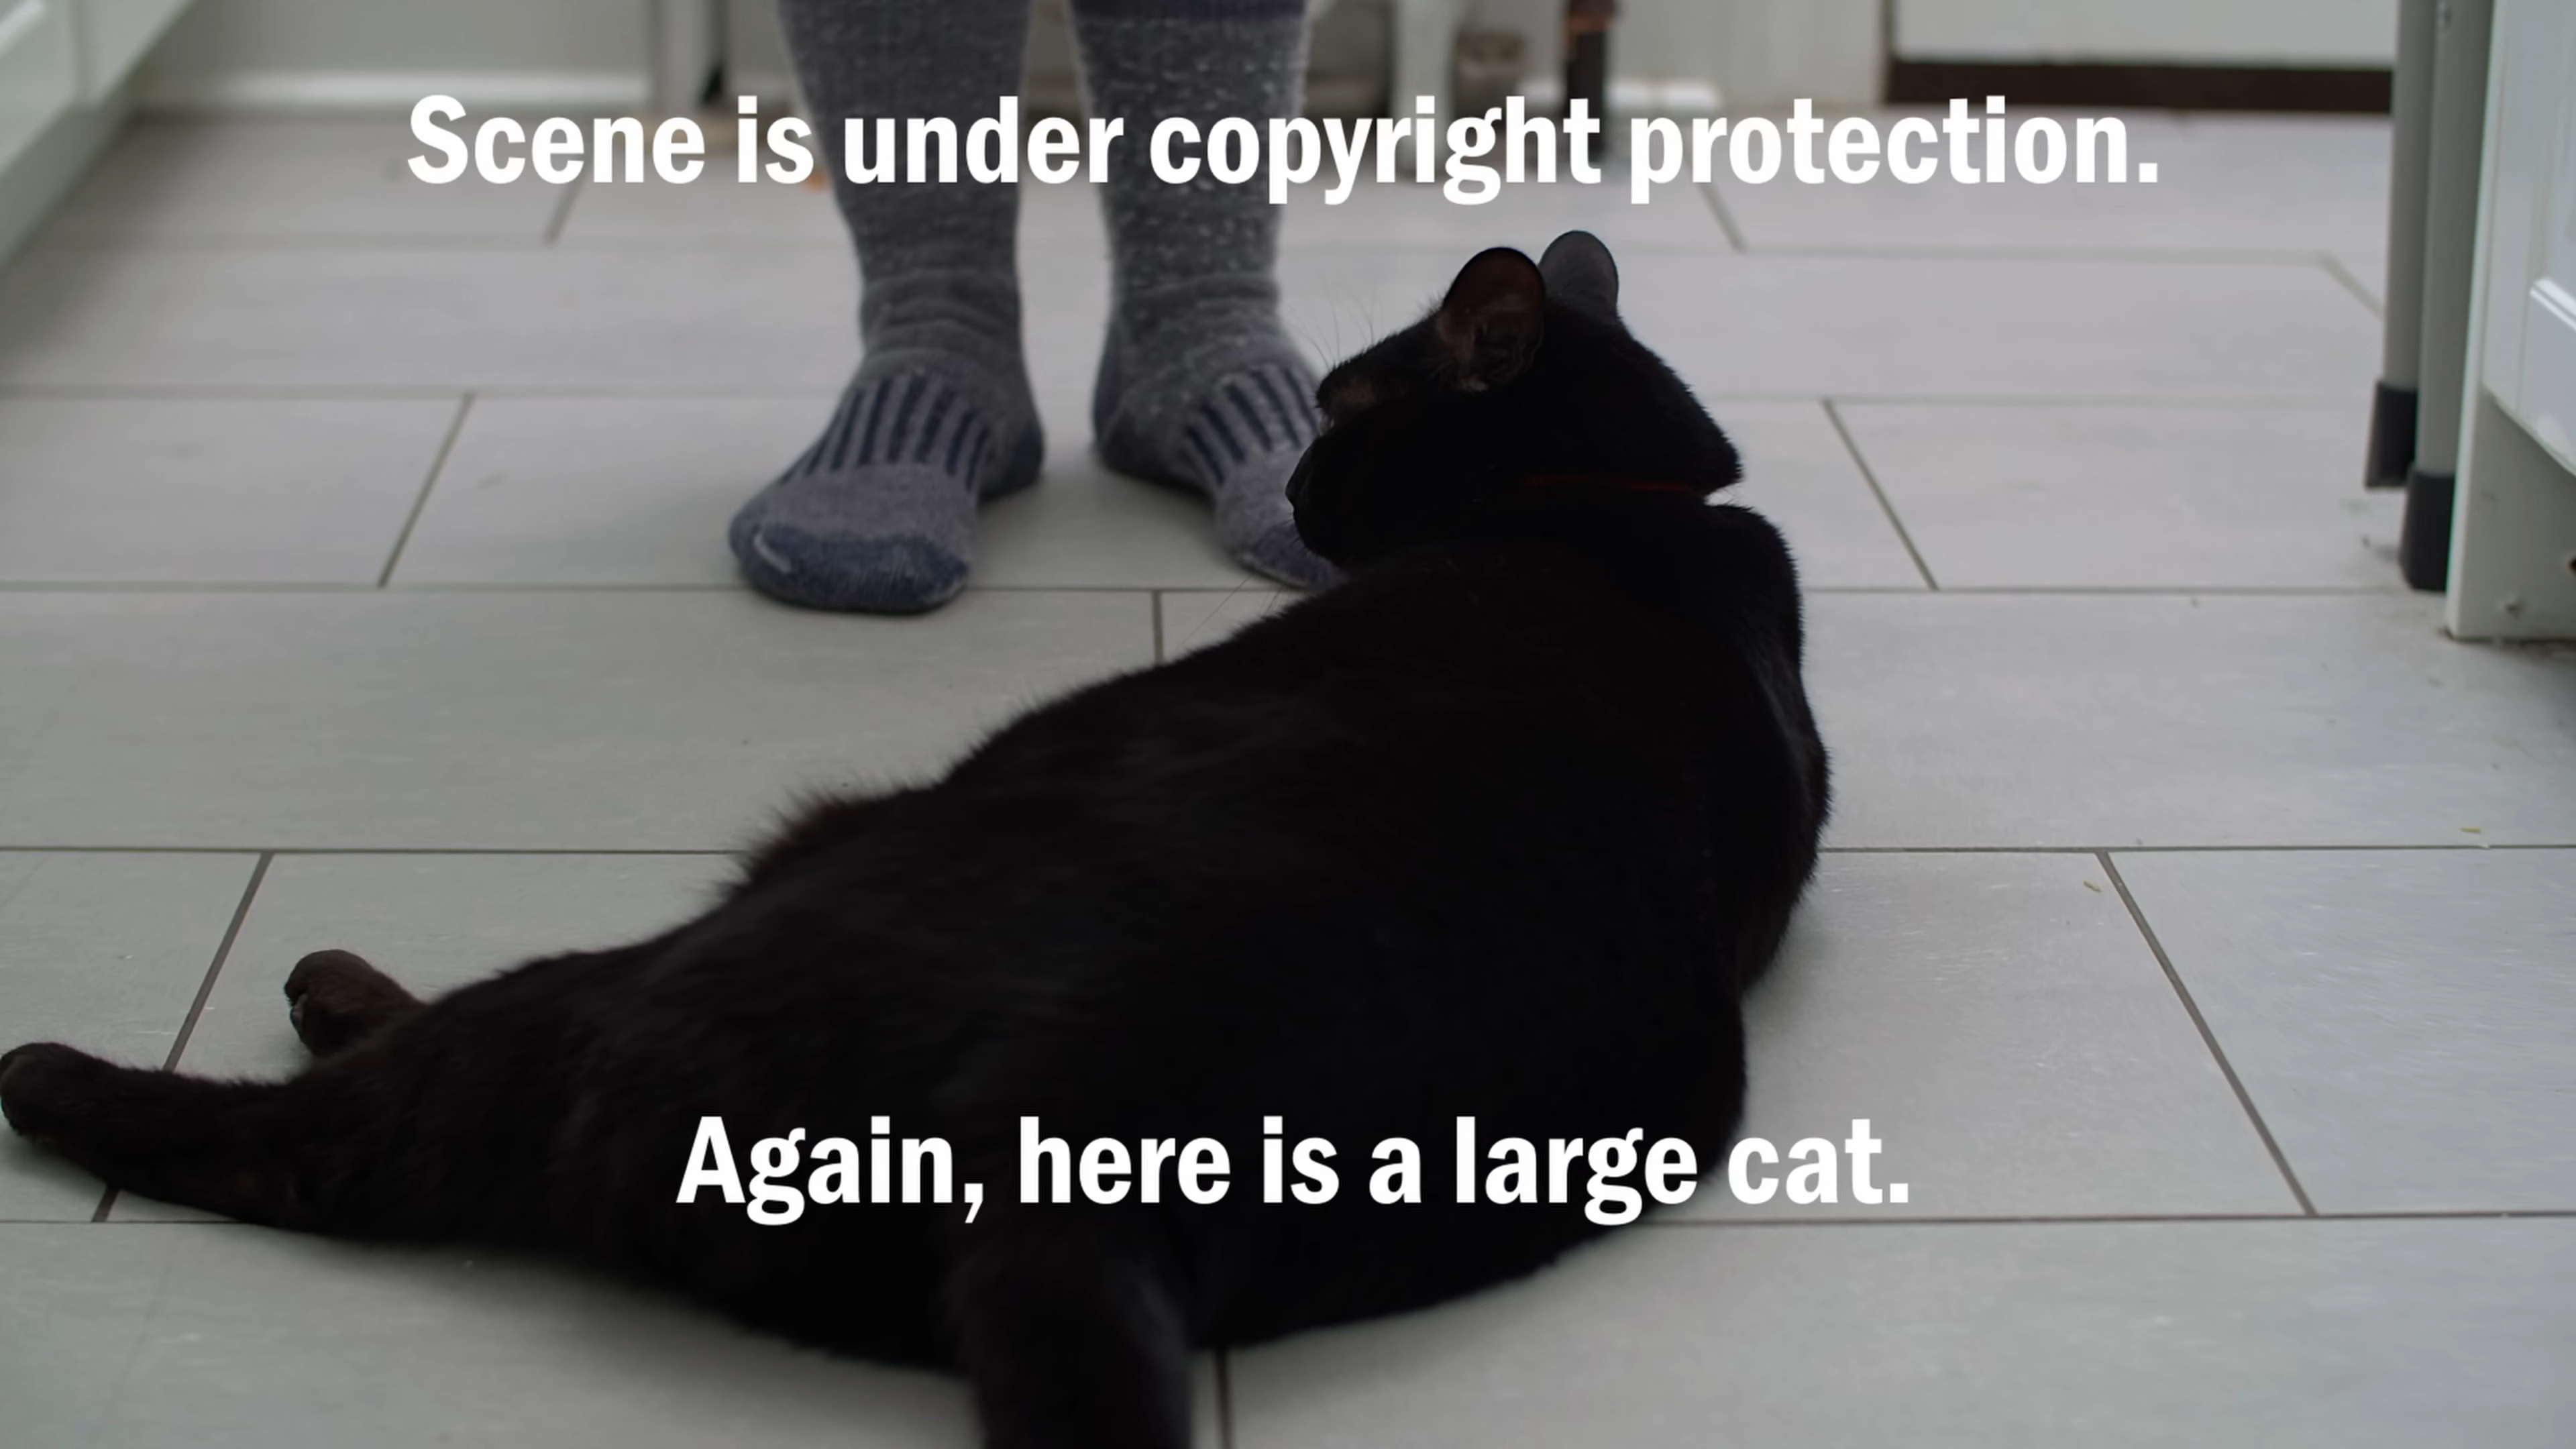 Scene is under copyright protection.
Again, here is a large cat.